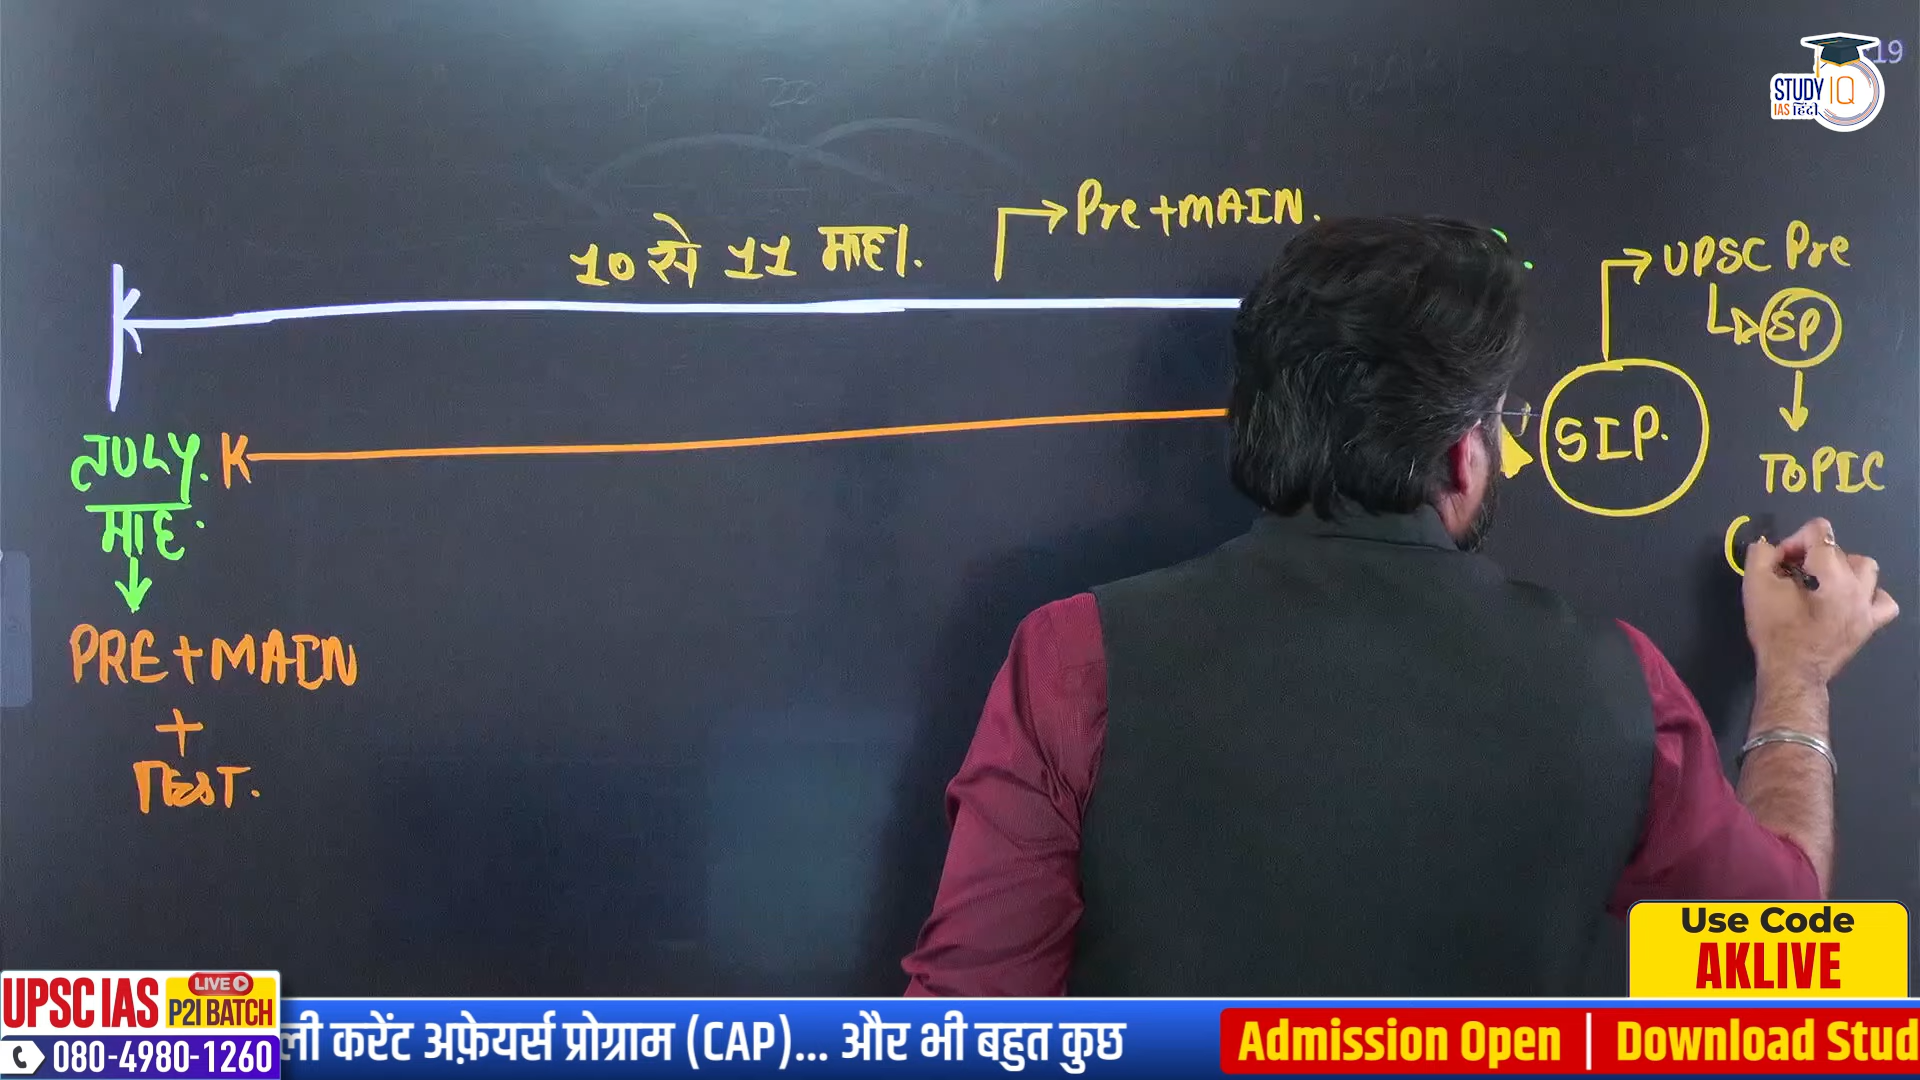 19
STUDY IQ
IAS हिंदी
10 से 11 माह।
Pre + MAIN.
UPSC Pre
SP
TOPIC
SIP.
JULY.
माह
PRE + MAIN
+
TEST.
Use Code
AKLIVE
LIVE
UPSC IAS P2I BATCH
080-4980-1260
ली करेंट अफ़ेयर्स प्रोग्राम (CAP)... और भी बहुत कुछ
Admission Open | Download Stud